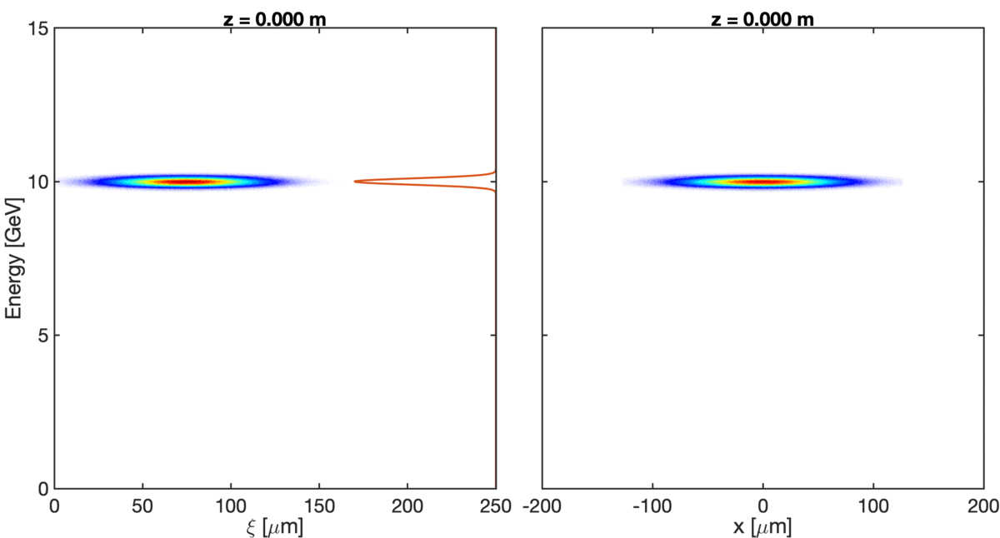 z = 0.000 m
z = 0.000 m
15
10
5
0
Energy [GeV]
0 50 100 150 200 250
ξ [μm]
-200 -100 0 100 200
x [μm]